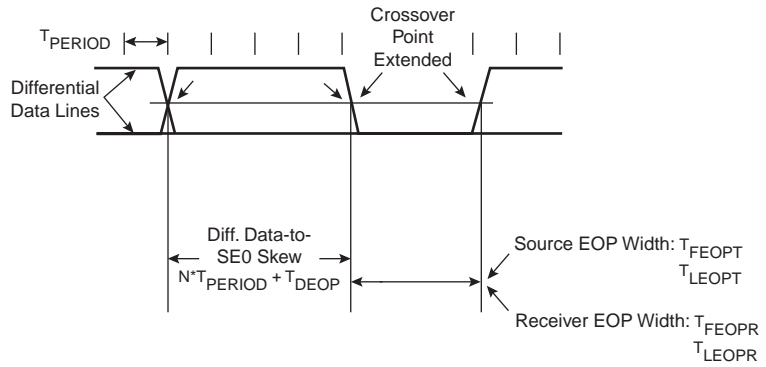 TPERIOD
Crossover
Point
Extended
Differential
Data Lines
Diff. Data-to-
SE0 Skew
N*TPERIOD + TDEOP
Source EOP Width: TFEOPT
TLEOPT
Receiver EOP Width: TFEOPR
TLEOPR